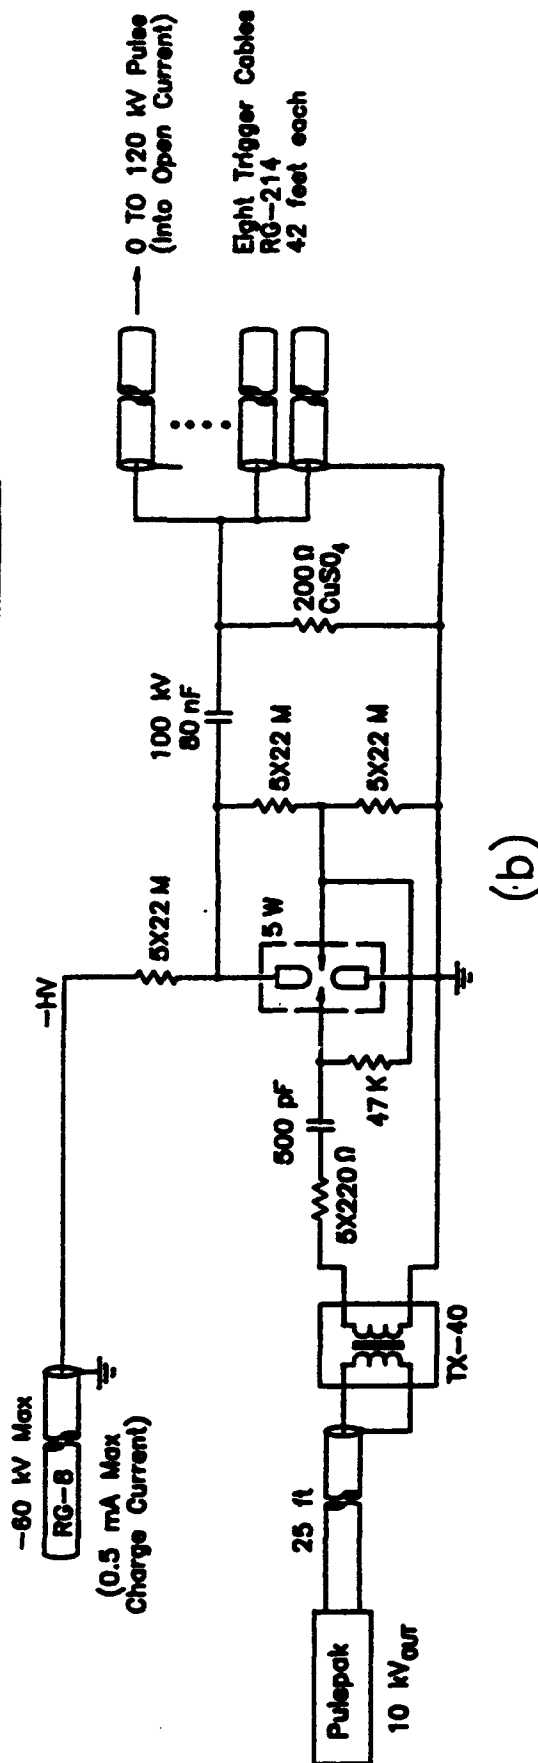 -60 kV Max
RG-8
(0.5 mA Max
Charge Current)
-HV
5X22 M
100 kV
80 nF
0 TO 120 kV Pulse
(Into Open Current)
Eight Trigger Cables
RG-214
42 feet each
5 W
5X22 M
5X22 M
200 Ω
CuSO₄
500 pF
5X220 Ω
47 K
25 ft
TX-40
Pulspak
10 kVOUT
(b)